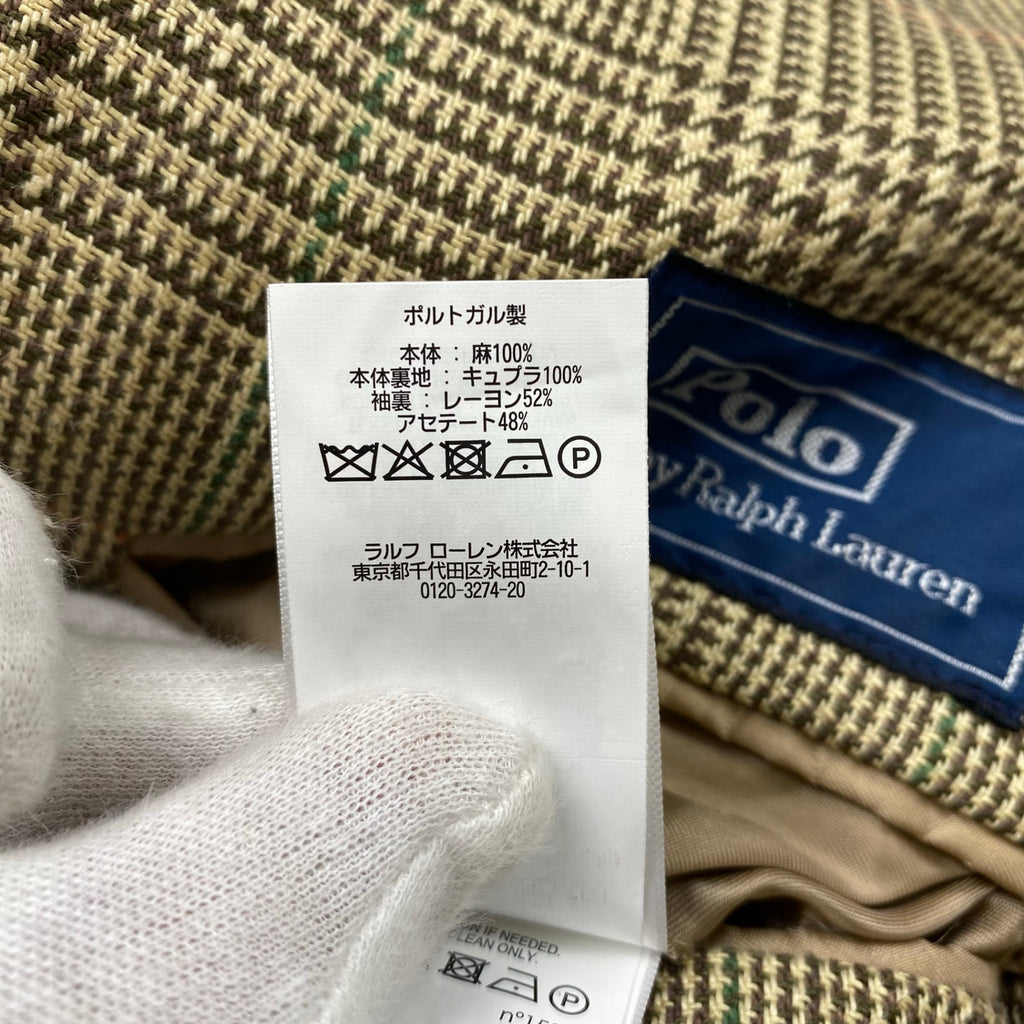 ポルトガル製
本体 : 麻100%
本体裏地 : キュプラ100%
袖裏 : レーヨン52%
アセテート48%
P
ラルフ ローレン株式会社
東京都千代田区永田町2-10-1
0120-3274-20
Polo
by Ralph Lauren
IF NEEDED.
CLEAN ONLY.
P